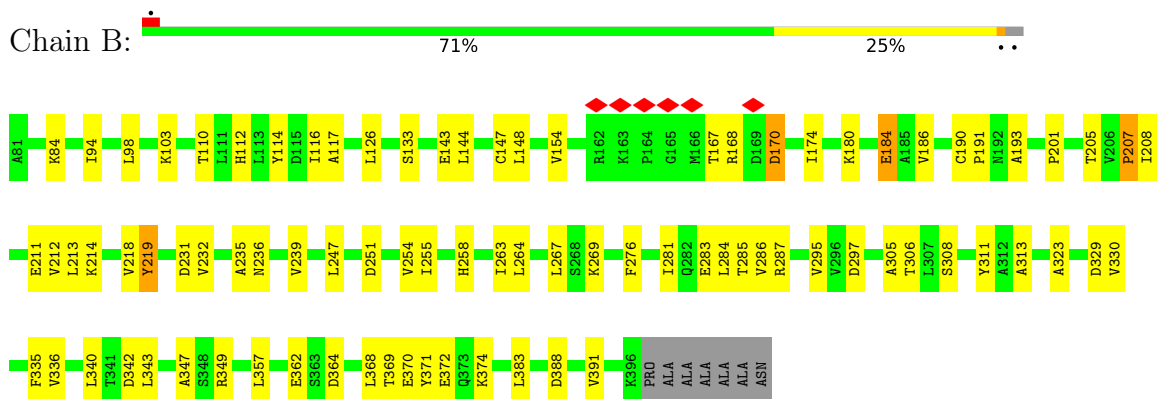 Chain B:
71% 25%
A81 K84 I94 L98 K103 T110 L111 H112 L113 Y114 D115 I116 A117 L126 S133 E143 L144 C147 L148 V154 R162 K163 P164 G165 M166 T167 R168 D169 D170 I174 K180 E184 A185 V186 C190 P191 N192 A193 P201 T205 V206 P207 I208
E211 V212 L213 K214 V218 Y219 D231 V232 A235 N236 V239 L247 D251 V254 I255 H258 I263 L264 L267 S268 K269 F276 I281 Q282 E283 L284 T285 V286 R287 V295 V296 D297 A305 T306 L307 S308 Y311 A312 A313 A323 D329 V330
F335 V336 L340 T341 D342 L343 A347 S348 R349 L357 E362 S363 D364 L368 T369 E370 Y371 E372 Q373 K374 L383 D388 V391 K396 PRO ALA ALA ALA ALA ALA ASN